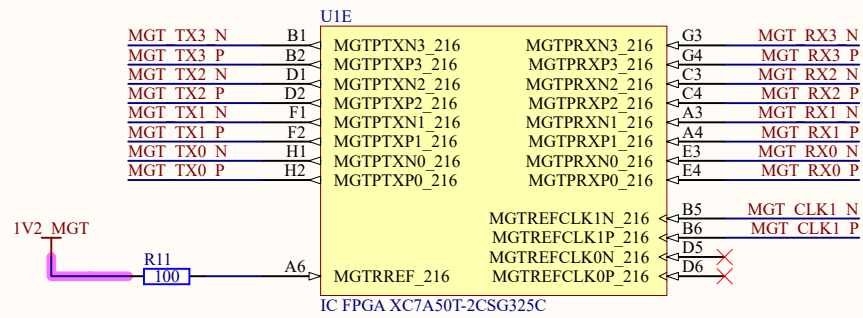 U1E
MGT_TX3_N B1 MGTPTXN3_216 MGTPRXN3_216 G3 MGT_RX3_N
MGT_TX3_P B2 MGTPTXP3_216 MGTPRXP3_216 G4 MGT_RX3_P
MGT_TX2_N D1 MGTPTXN2_216 MGTPRXN2_216 C3 MGT_RX2_N
MGT_TX2_P D2 MGTPTXP2_216 MGTPRXP2_216 C4 MGT_RX2_P
MGT_TX1_N F1 MGTPTXN1_216 MGTPRXN1_216 A3 MGT_RX1_N
MGT_TX1_P F2 MGTPTXP1_216 MGTPRXP1_216 A4 MGT_RX1_P
MGT_TX0_N H1 MGTPTXN0_216 MGTPRXN0_216 E3 MGT_RX0_N
MGT_TX0_P H2 MGTPTXP0_216 MGTPRXP0_216 E4 MGT_RX0_P
MGTREFCLK1N_216 B5 MGT_CLK1_N
1V2_MGT MGTREFCLK1P_216 B6 MGT_CLK1_P
MGTREFCLK0N_216 D5
R11 100 A6 MGTRREF_216 MGTREFCLK0P_216 D6
IC FPGA XC7A50T-2CSG325C